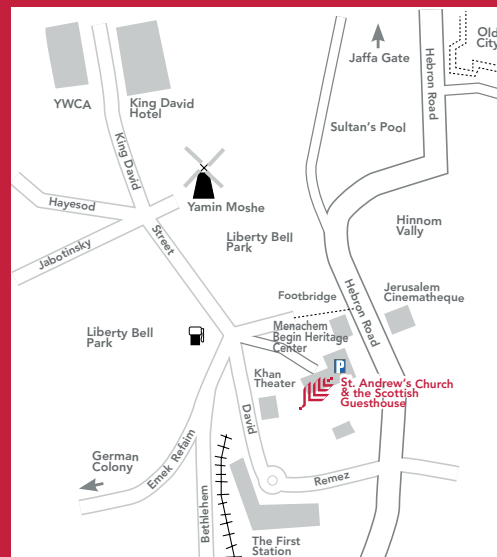 Old
City
Jaffa Gate
Hebron Road
YWCA
King David
Hotel
Sultan's Pool
King David
Street
Hayesod
Yamin Moshe
Hinnom
Vally
Jabotinsky
Liberty Bell
Park
Footbridge
Jerusalem
Cinematheque
Hebron Road
Liberty Bell
Park
Menachem
Begin Heritage
Center
P
Khan
Theater
St. Andrew's Church
& the Scottish
Guesthouse
David
German
Colony
Emek Refaim
Remez
Bethlehem
The First
Station